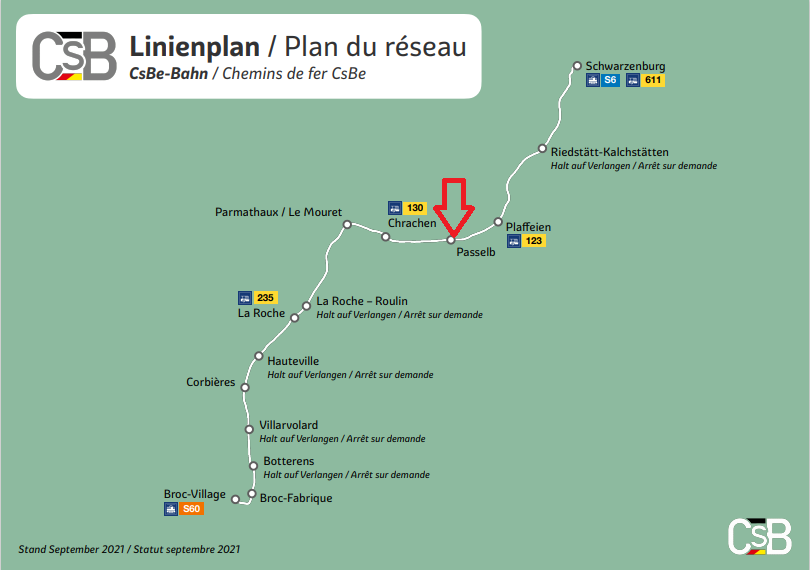 CSB
Linienplan / Plan du réseau
CsBe-Bahn / Chemins de fer CsBe
Schwarzenburg
S6 611
Riedstätt-Kalchstätten
Halt auf Verlangen / Arrêt sur demande
Parmathaux / Le Mouret
130
Chrachen
Plaffeien
123
Passelb
235
La Roche
La Roche – Roulin
Halt auf Verlangen / Arrêt sur demande
Hauteville
Halt auf Verlangen / Arrêt sur demande
Corbières
Villarvolard
Halt auf Verlangen / Arrêt sur demande
Botterens
Halt auf Verlangen / Arrêt sur demande
Broc-Village
S60
Broc-Fabrique
Stand September 2021 / Statut septembre 2021
CSB